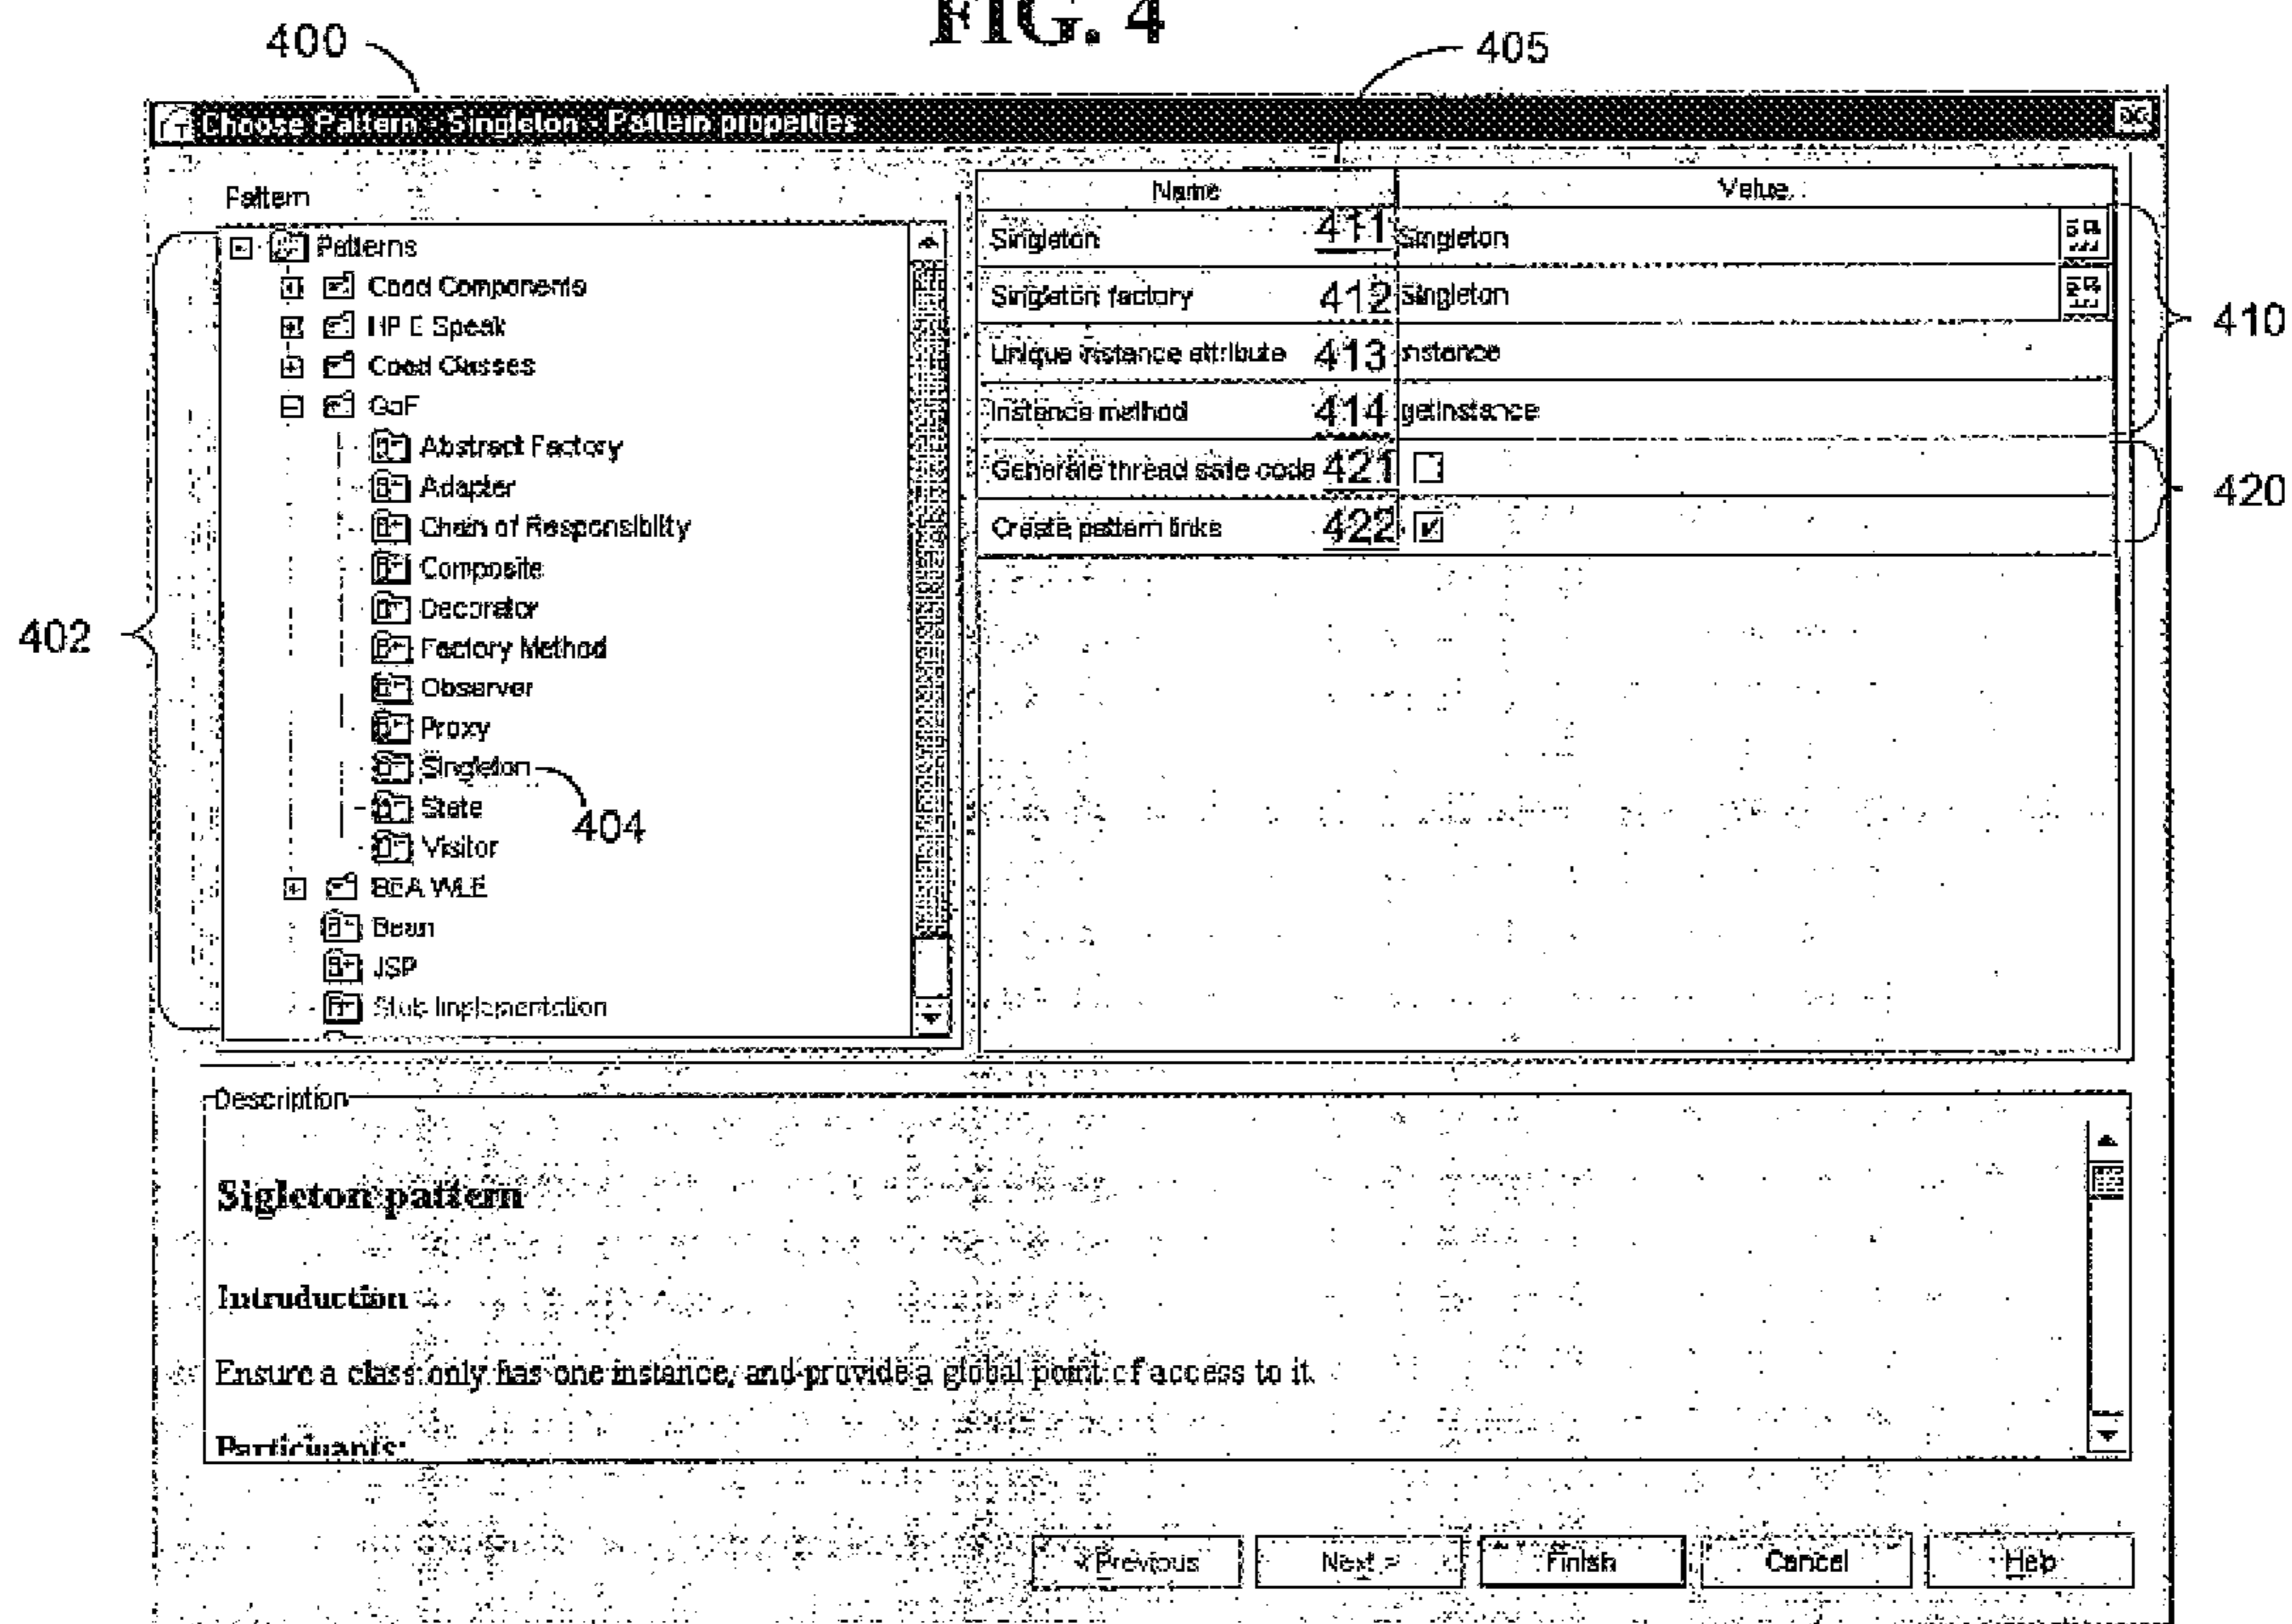 FIG. 4
400
405
Choose Pattern - Singleton - Pattern properties
Pattern
Patterns
Coad Components
HP E Speak
Coad Classes
GoF
Abstract Factory
Adapter
Chain of Responsibility
Composite
Decorator
Factory Method
Observer
Proxy
Singleton
State
Visitor
BEA WLE
Bean
JSP
Stub Implementation
402
404
Name Value
Singleton 411 Singleton
Singleton factory 412 Singleton
Unique instance attribute 413 instance
Instance method 414 getInstance
Generate thread safe code 421
Create pattern links 422
410
420
Description
Sigleton pattern
Intruduction
Ensure a class only has one instance, and provide a global point of access to it.
Participants:
< Previous Next > Finish Cancel Help